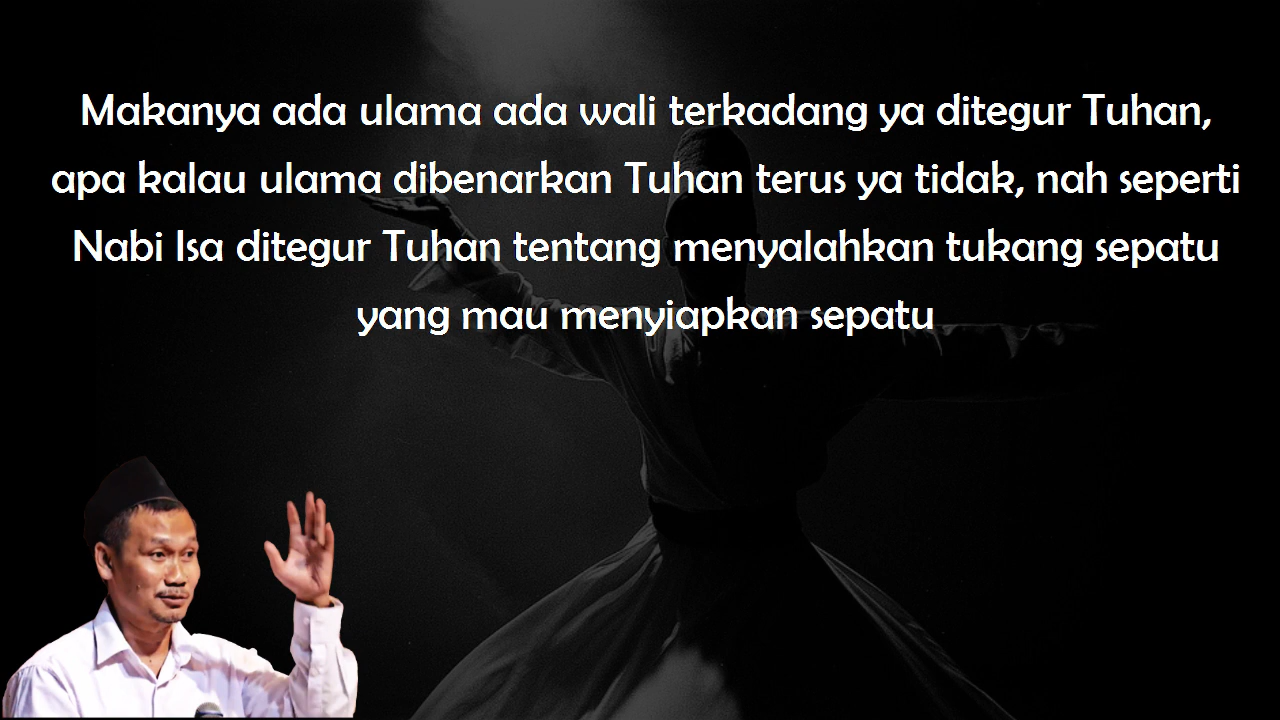 Makanya ada ulama ada wali terkadang ya ditegur Tuhan,
apa kalau ulama dibenarkan Tuhan terus ya tidak, nah seperti
Nabi Isa ditegur Tuhan tentang menyalahkan tukang sepatu
yang mau menyiapkan sepatu